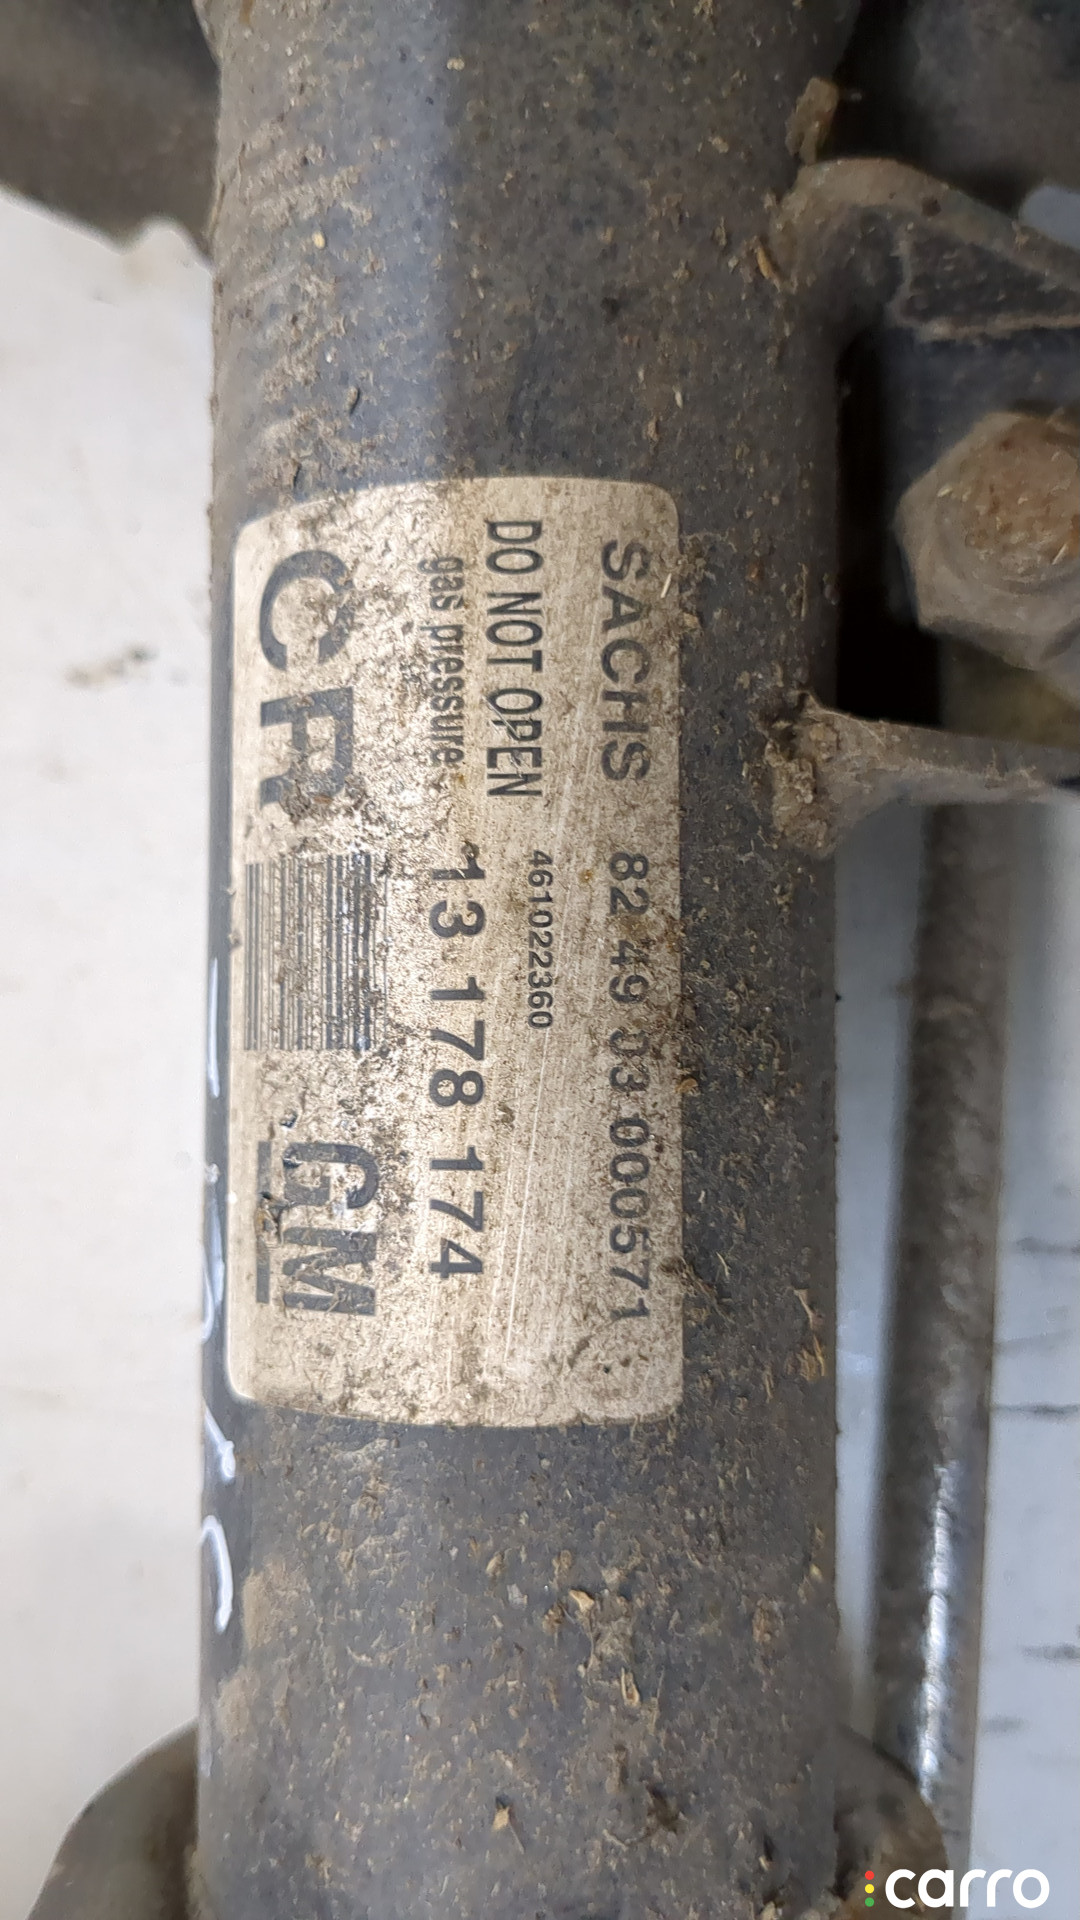 SACHS 82 49 03 000571
DO NOT OPEN 461022360
gas pressure 13 178 174
CR GM
carro